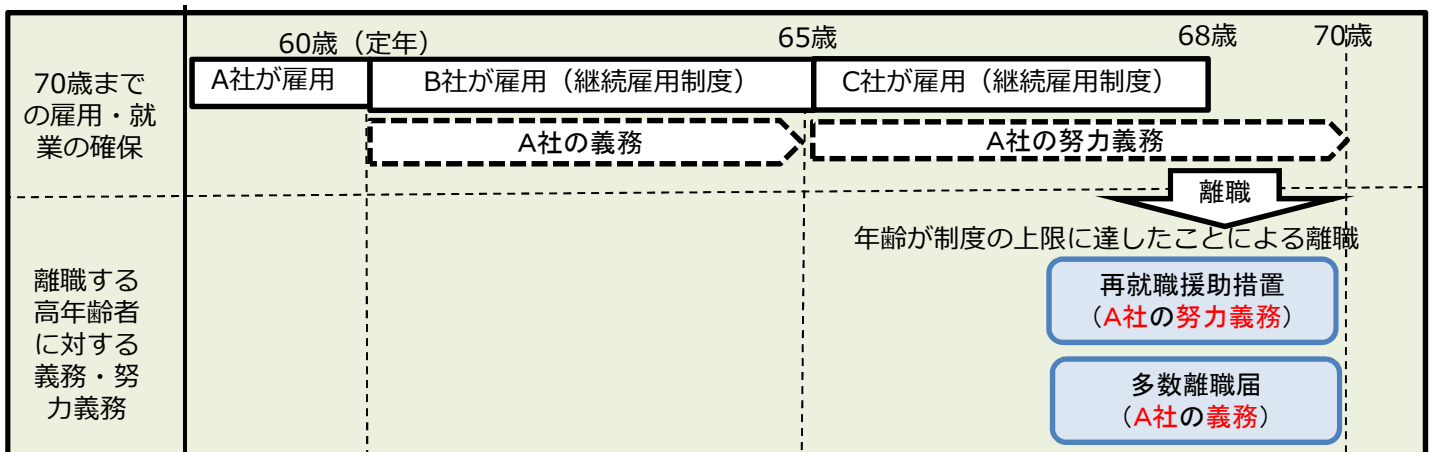 60歳（定年）
65歳
68歳
70歳
70歳まで
の雇用・就
業の確保
A社が雇用
B社が雇用（継続雇用制度）
C社が雇用（継続雇用制度）
A社の義務
A社の努力義務
離職
年齢が制度の上限に達したことによる離職
離職する
高年齢者
に対する
義務・努
力義務
再就職援助措置
（A社の努力義務）
多数離職届
（A社の義務）